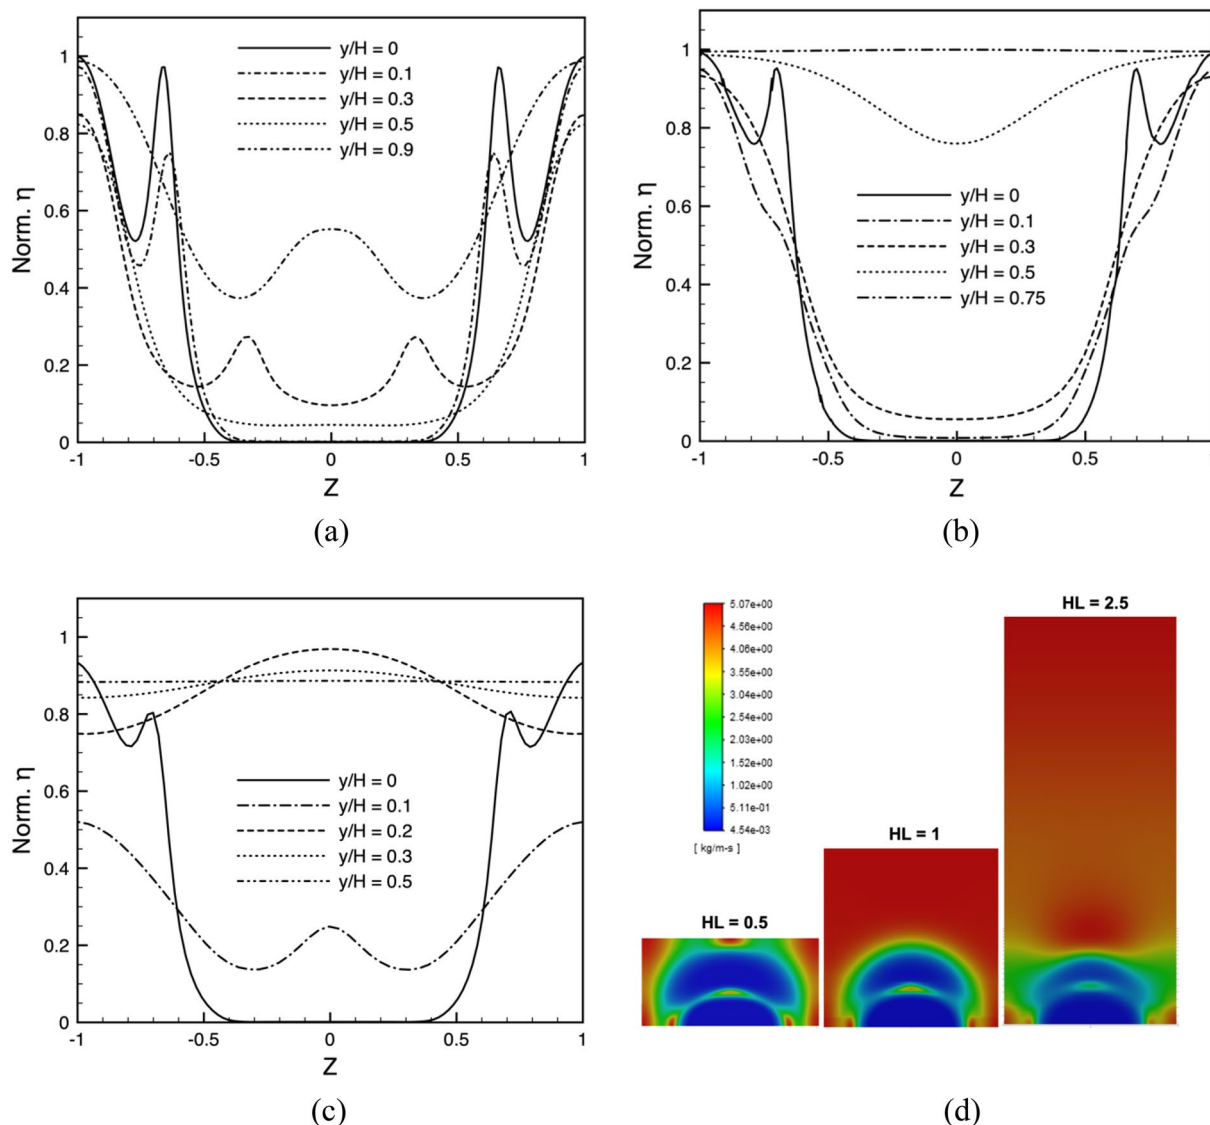 1
0.8
0.6
0.4
0.2
0
Norm. η
y/H = 0
y/H = 0.1
y/H = 0.3
y/H = 0.5
y/H = 0.9
-1
-0.5
0
0.5
1
Z
(a)
1
0.8
0.6
0.4
0.2
0
Norm. η
y/H = 0
y/H = 0.1
y/H = 0.3
y/H = 0.5
y/H = 0.75
-1
-0.5
0
0.5
1
Z
(b)
1
0.8
0.6
0.4
0.2
0
Norm. η
y/H = 0
y/H = 0.1
y/H = 0.2
y/H = 0.3
y/H = 0.5
-1
-0.5
0
0.5
1
Z
(c)
5.07e+00
4.56e+00
4.06e+00
3.55e+00
3.04e+00
2.54e+00
2.03e+00
1.52e+00
1.02e+00
5.11e-01
4.54e-03
[ kg/m-s ]
HL = 0.5
HL = 1
HL = 2.5
(d)